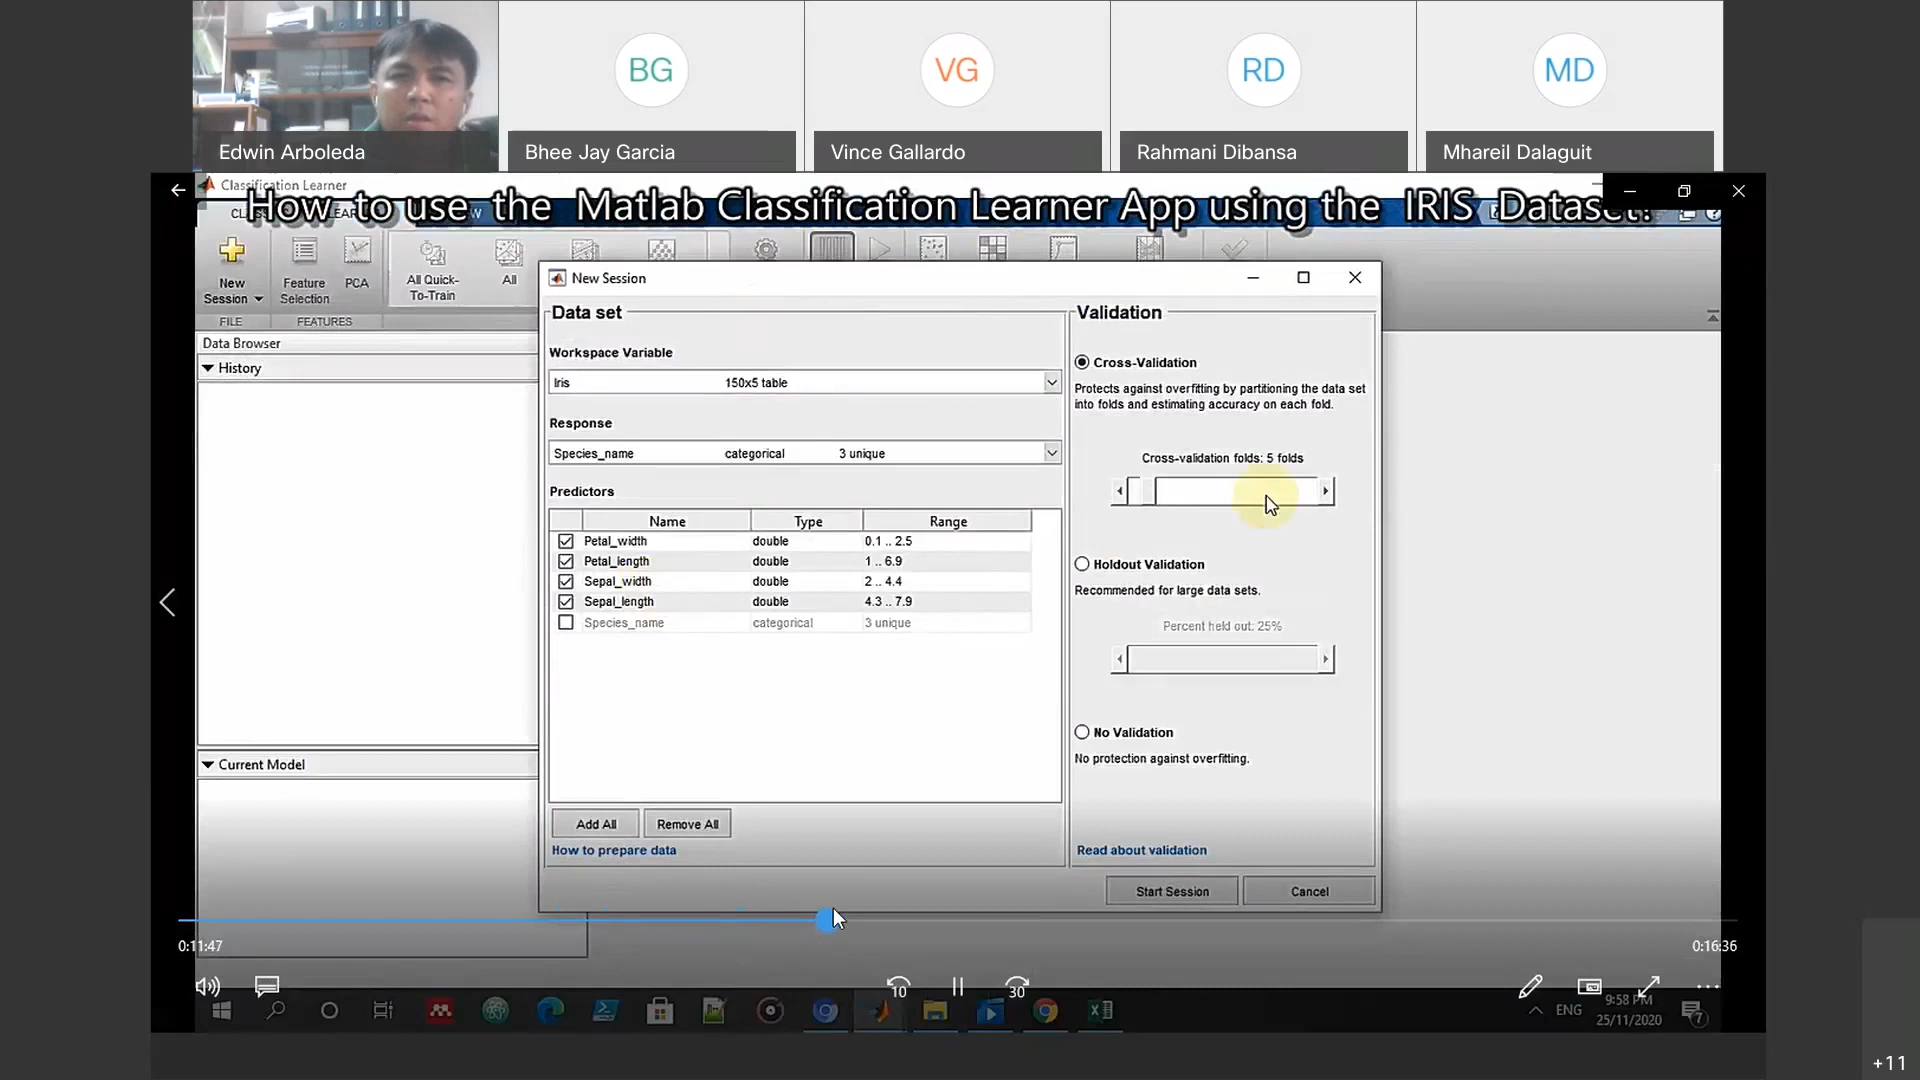 BG
VG
RD
MD
Edwin Arboleda
Bhee Jay Garcia
Vince Gallardo
Rahmani Dibansa
Mhareil Dalaguit
Classification Learner
How to use the Matlab Classification Learner App using the IRIS Dataset!
New
Session
Feature
Selection
PCA
All Quick-
To-Train
All
FILE
FEATURES
Data Browser
History
Current Model
New Session
Data set
Workspace Variable
Iris 150x5 table
Response
Species_name categorical 3 unique
Predictors
Name Type Range
Petal_width double 0.1 .. 2.5
Petal_length double 1 .. 6.9
Sepal_width double 2 .. 4.4
Sepal_length double 4.3 .. 7.9
Species_name categorical 3 unique
Add All
Remove All
How to prepare data
Validation
Cross-Validation
Protects against overfitting by partitioning the data set
into folds and estimating accuracy on each fold.
Cross-validation folds: 5 folds
Holdout Validation
Recommended for large data sets.
Percent held out: 25%
No Validation
No protection against overfitting.
Read about validation
Start Session
Cancel
0:11:47
0:16:36
10
30
ENG
9:58 PM
25/11/2020
7
+11